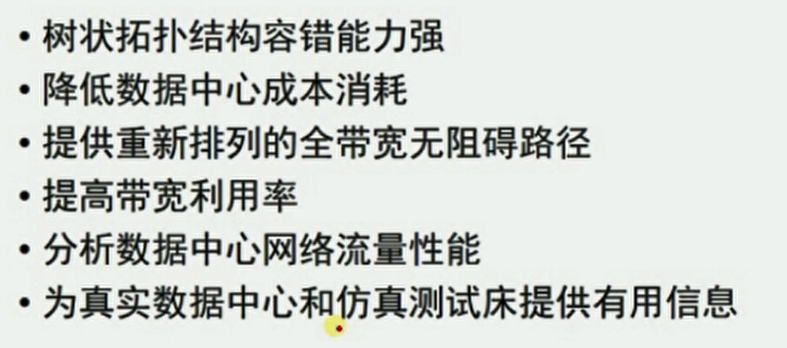 • 树状拓扑结构容错能力强
• 降低数据中心成本消耗
• 提供重新排列的全带宽无阻碍路径
• 提高带宽利用率
• 分析数据中心网络流量性能
• 为真实数据中心和仿真测试床提供有用信息